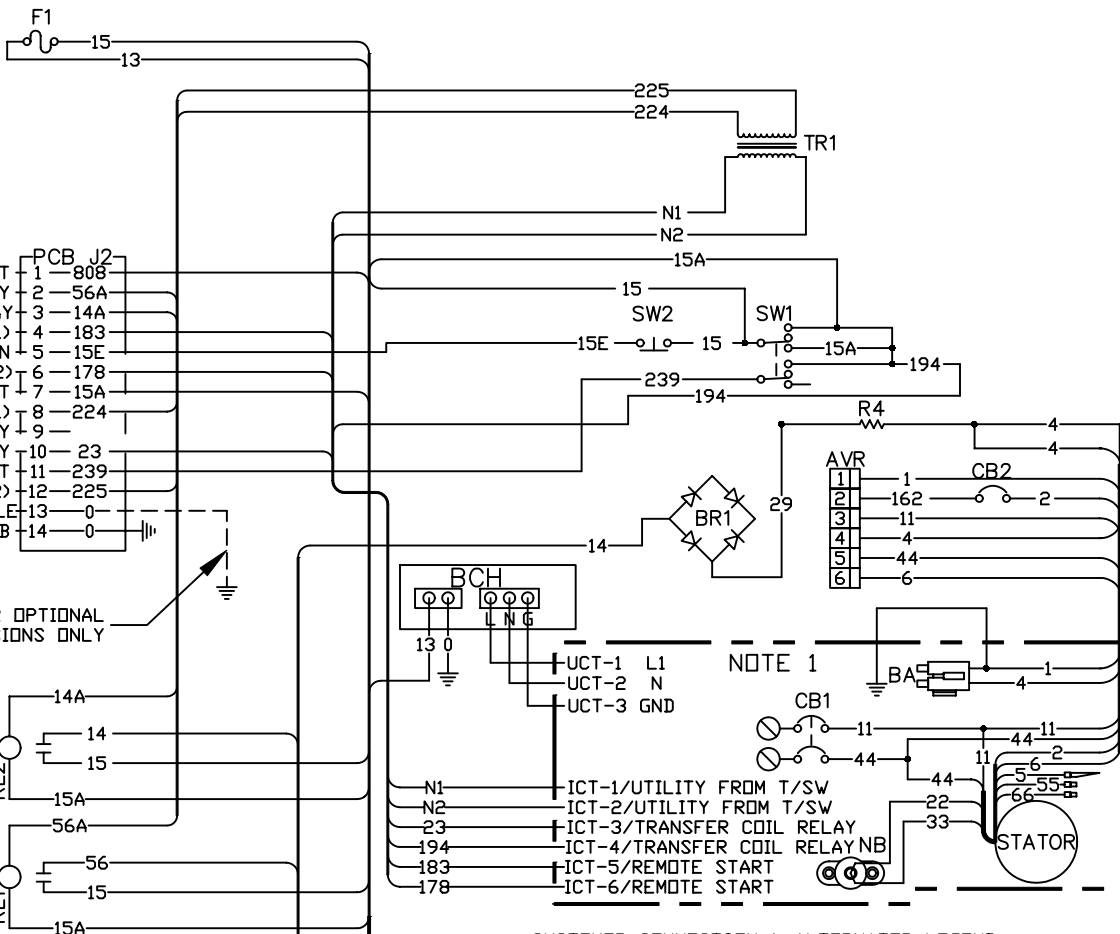 F1
15
13
225
224
TR1
N1
N2
15A
15
PCB J2
1 808
2 56A
3 14A
4 183
5 15E
6 178
7 15A
8 224
9
10 23
11 239
12 225
13 0
14 0
SW2
SW1
15E
15
15A
194
239
194
R4
4
4
AVR
1 1
2 162
3 11
4 4
5 44
6 6
CB2
2
BR1
29
14
BCH
L N G
13 0
OPTIONAL
IONS ONLY
UCT-1 L1
UCT-2 N
UCT-3 GND
NOTE 1
BA
1
4
CB1
11
11
44
44
2
6
5
55
66
11
44
22
33
STATOR
NB
14A
14
15
15A
56A
56
15
15A
N1 ICT-1/UTILITY FROM T/SW
N2 ICT-2/UTILITY FROM T/SW
23 ICT-3/TRANSFER COIL RELAY
194 ICT-4/TRANSFER COIL RELAY
183 ICT-5/REMOTE START
178 ICT-6/REMOTE START